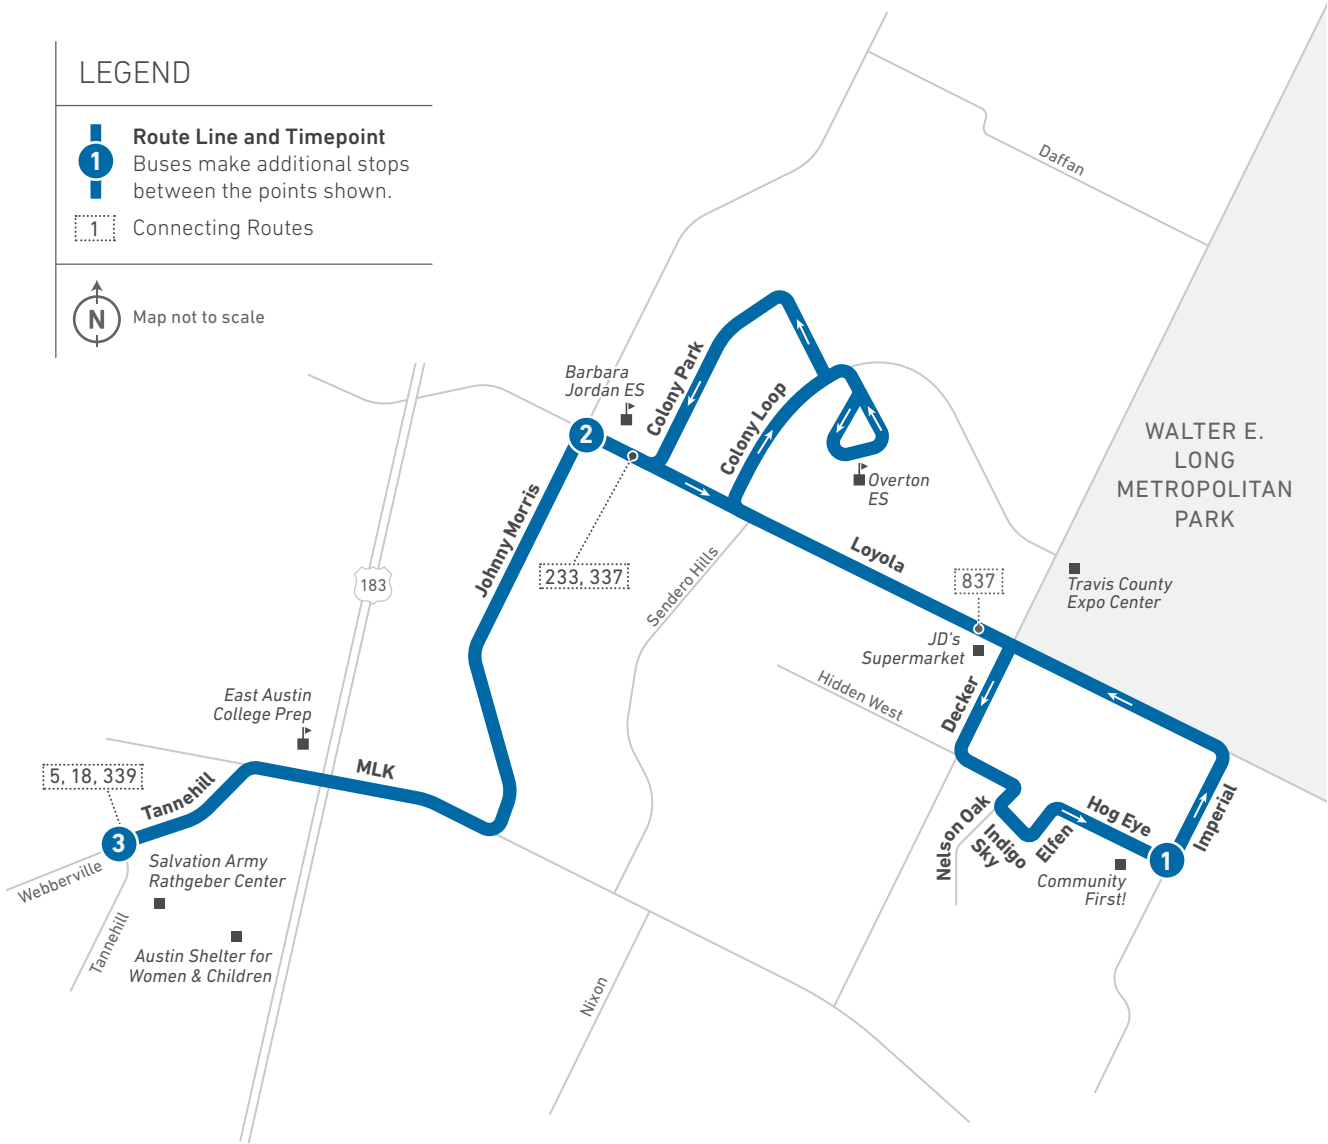 LEGEND
1
Route Line and Timepoint
Buses make additional stops
between the points shown.
1
Connecting Routes
N
Map not to scale
Daffan
Barbara
Jordan ES
Colony Park
Colony Loop
2
Overton
ES
WALTER E.
LONG
METROPOLITAN
PARK
Johnny Morris
233, 337
Sendero Hills
Loyola
837
Travis County
Expo Center
183
JD's
Supermarket
Hidden West
Decker
East Austin
College Prep
MLK
5, 18, 339
Tannehill
3
Webberville
Salvation Army
Rathgeber Center
Tannehill
Austin Shelter for
Women & Children
Nixon
Nelson Oak
Indigo
Sky
Elfen
Hog Eye
Imperial
1
Community
First!